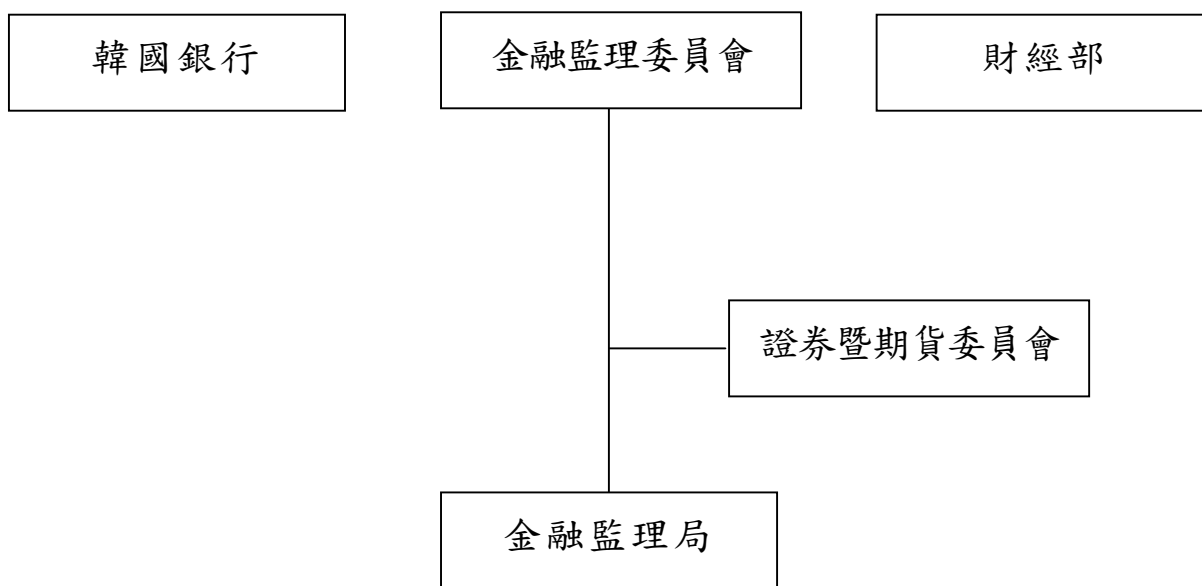 韓國銀行
金融監理委員會
財經部
證券暨期貨委員會
金融監理局